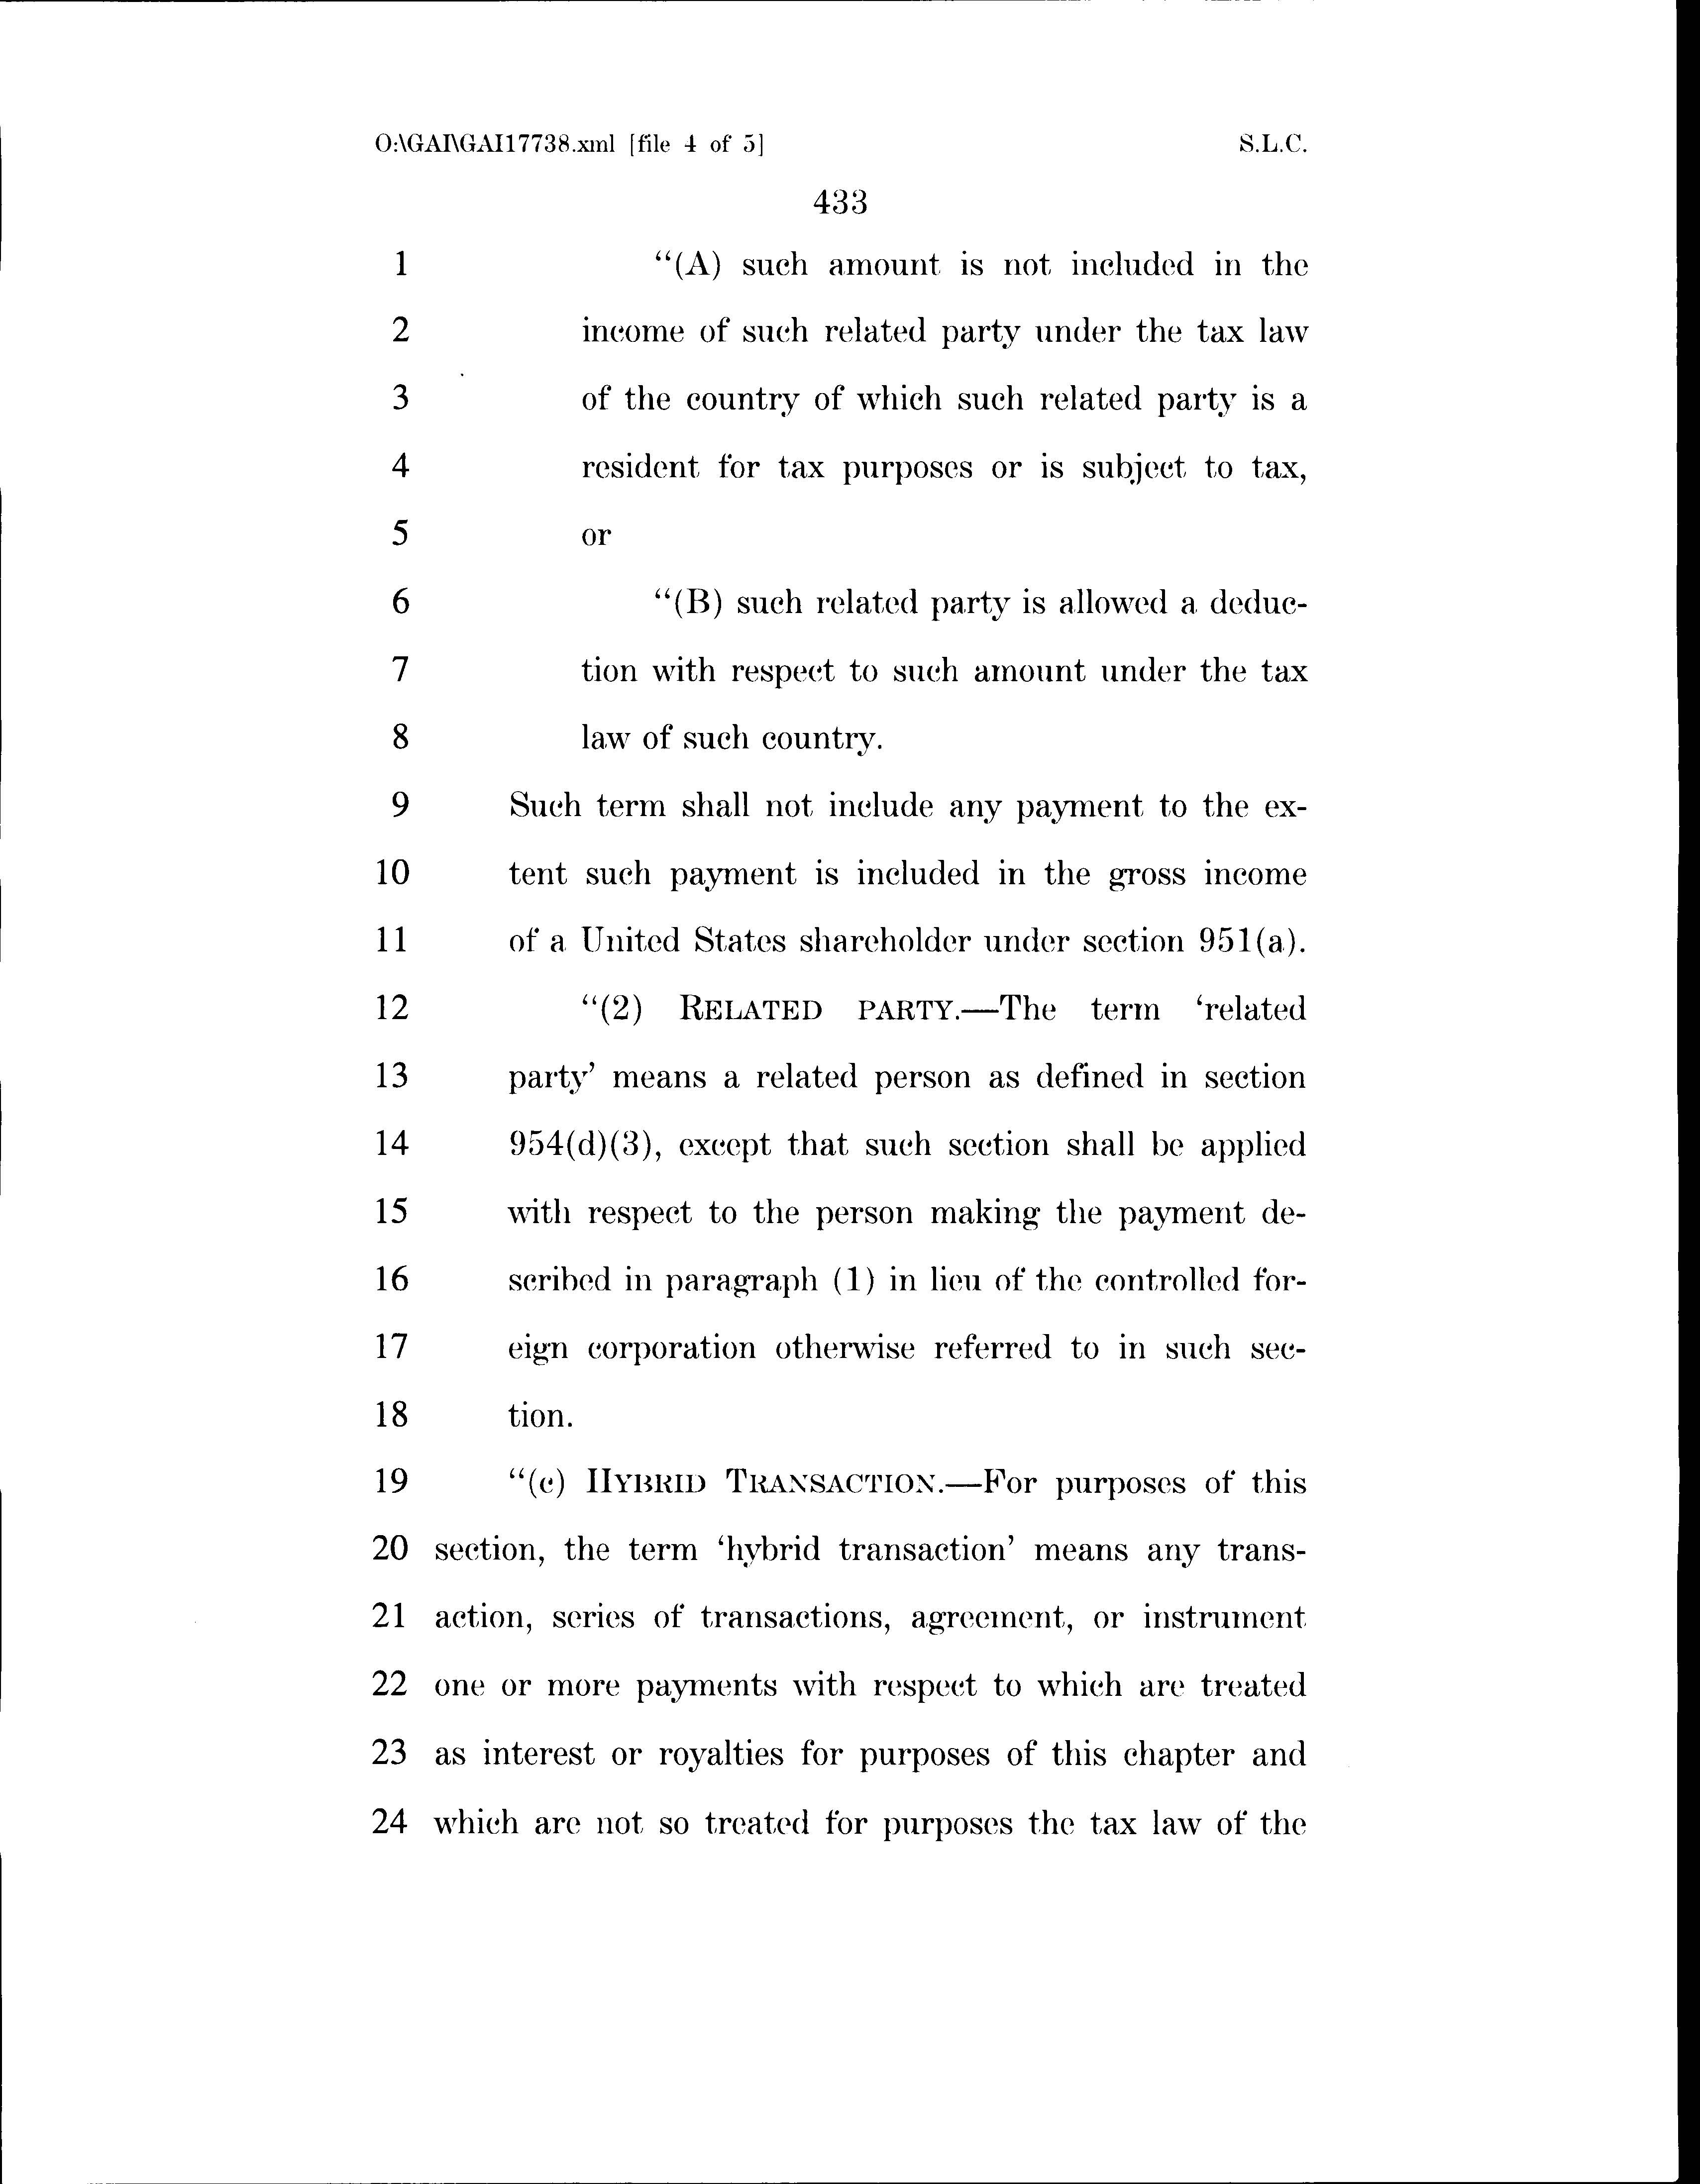 O:\GAI\GAI17738.xml [file 4 of 5] S.L.C.
433
1 “(A) such amount is not included in the
2 income of such related party under the tax law
3 of the country of which such related party is a
4 resident for tax purposes or is subject to tax,
5 or
6 “(B) such related party is allowed a deduc-
7 tion with respect to such amount under the tax
8 law of such country.
9 Such term shall not include any payment to the ex-
10 tent such payment is included in the gross income
11 of a United States shareholder under section 951(a).
12 “(2) RELATED PARTY.—The term ‘related
13 party’ means a related person as defined in section
14 954(d)(3), except that such section shall be applied
15 with respect to the person making the payment de-
16 scribed in paragraph (1) in lieu of the controlled for-
17 eign corporation otherwise referred to in such sec-
18 tion.
19 “(c) HYBRID TRANSACTION.—For purposes of this
20 section, the term ‘hybrid transaction’ means any trans-
21 action, series of transactions, agreement, or instrument
22 one or more payments with respect to which are treated
23 as interest or royalties for purposes of this chapter and
24 which are not so treated for purposes the tax law of the